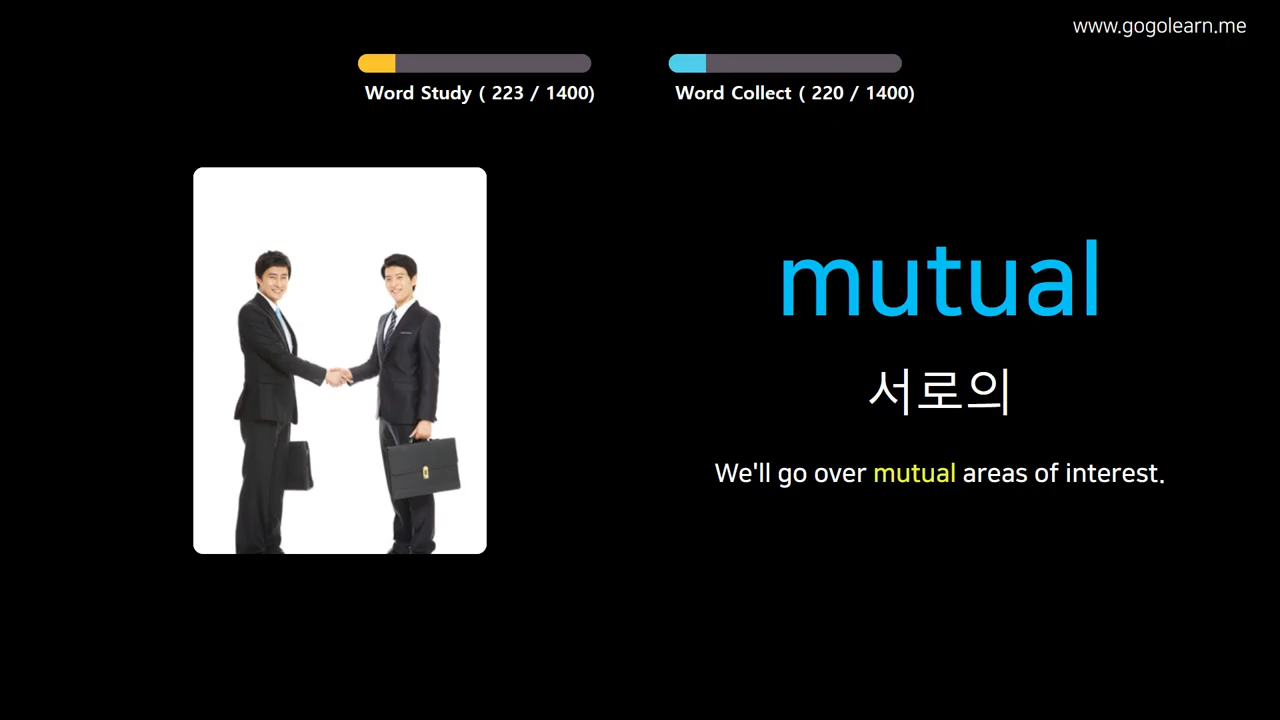 www.gogolearn.me
Word Study ( 223 / 1400)
Word Collect ( 220 / 1400)
mutual
서로의
We'll go over mutual areas of interest.